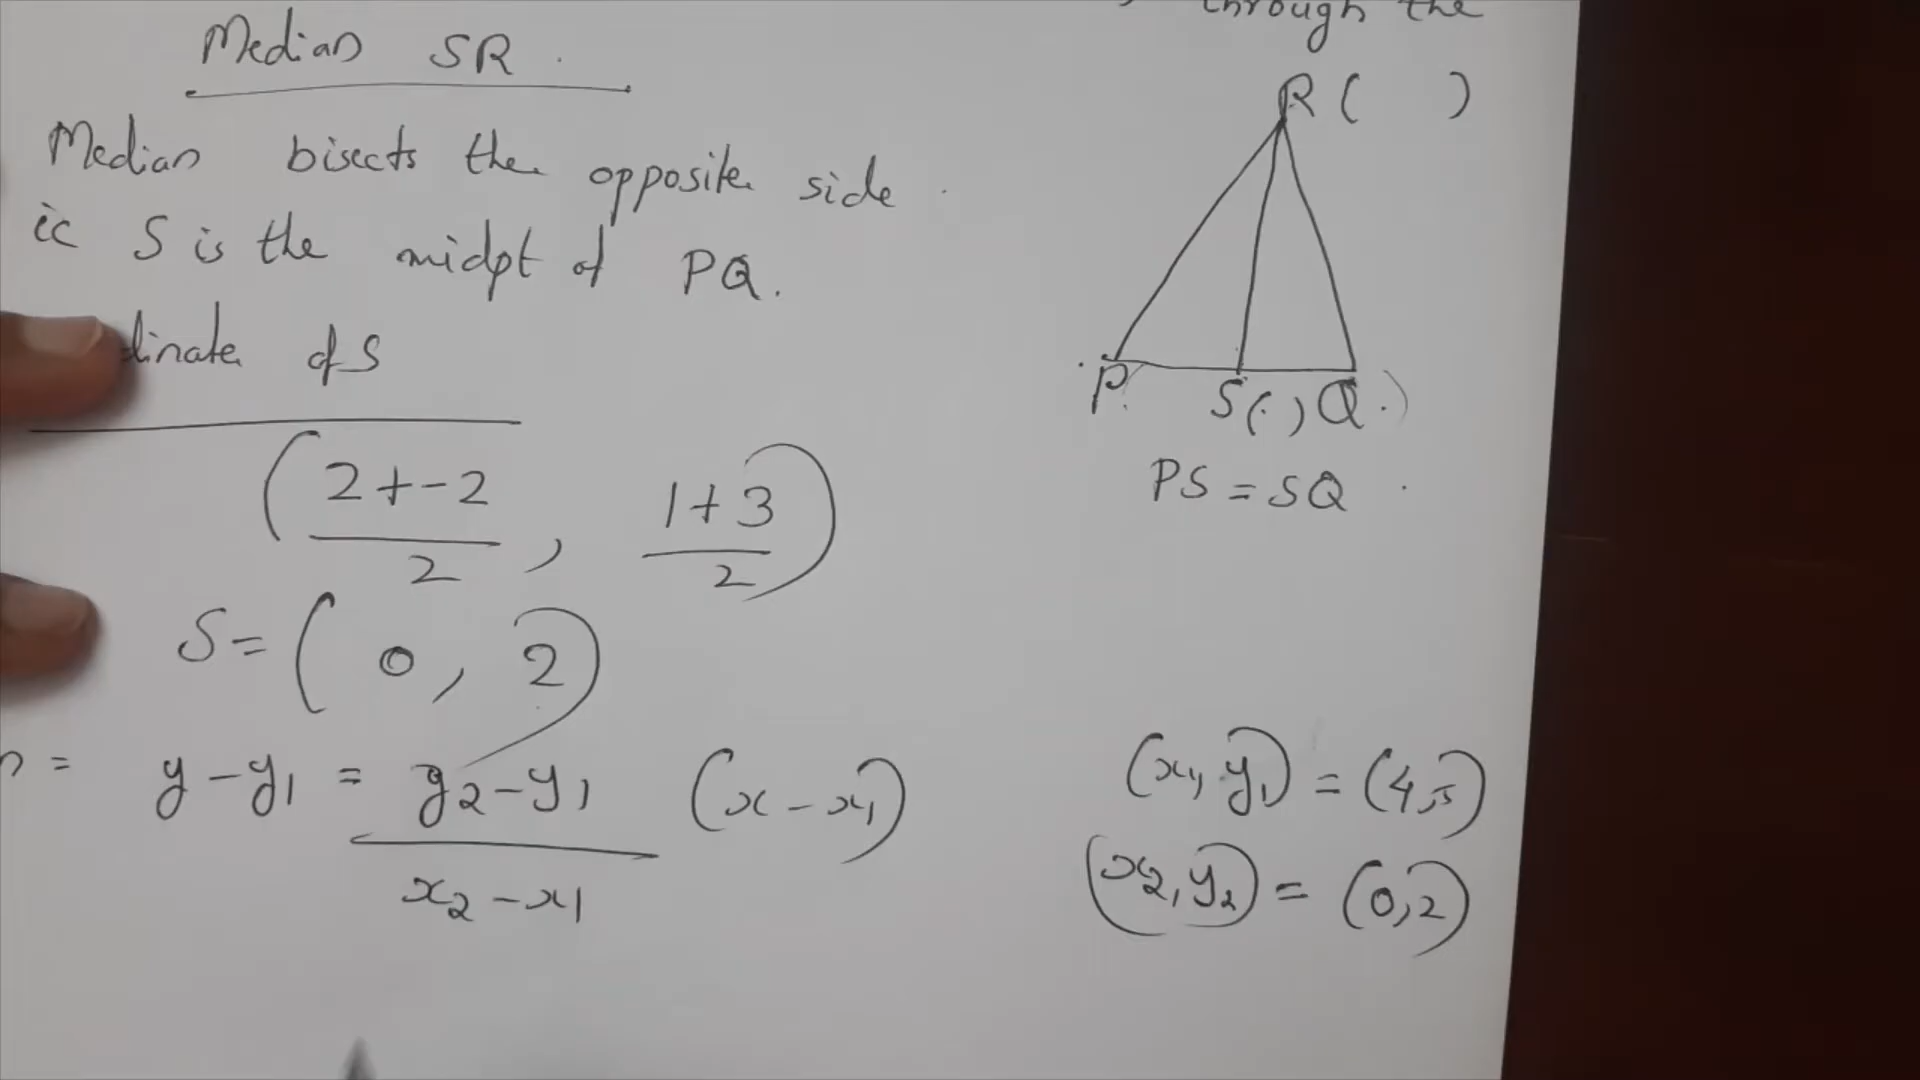 through the
Median SR.
Median bisects the opposite side.
ie S is the midpt of PQ.
dinate of S
(2+-2/2, 1+3/2)
S=(0, 2)
= y-y1 = y2-y1/x2-x1 (x-x1)
R( )
P. S( ) Q.)
PS = SQ
(x1, y1) = (4,5)
(x2, y2) = (0,2)